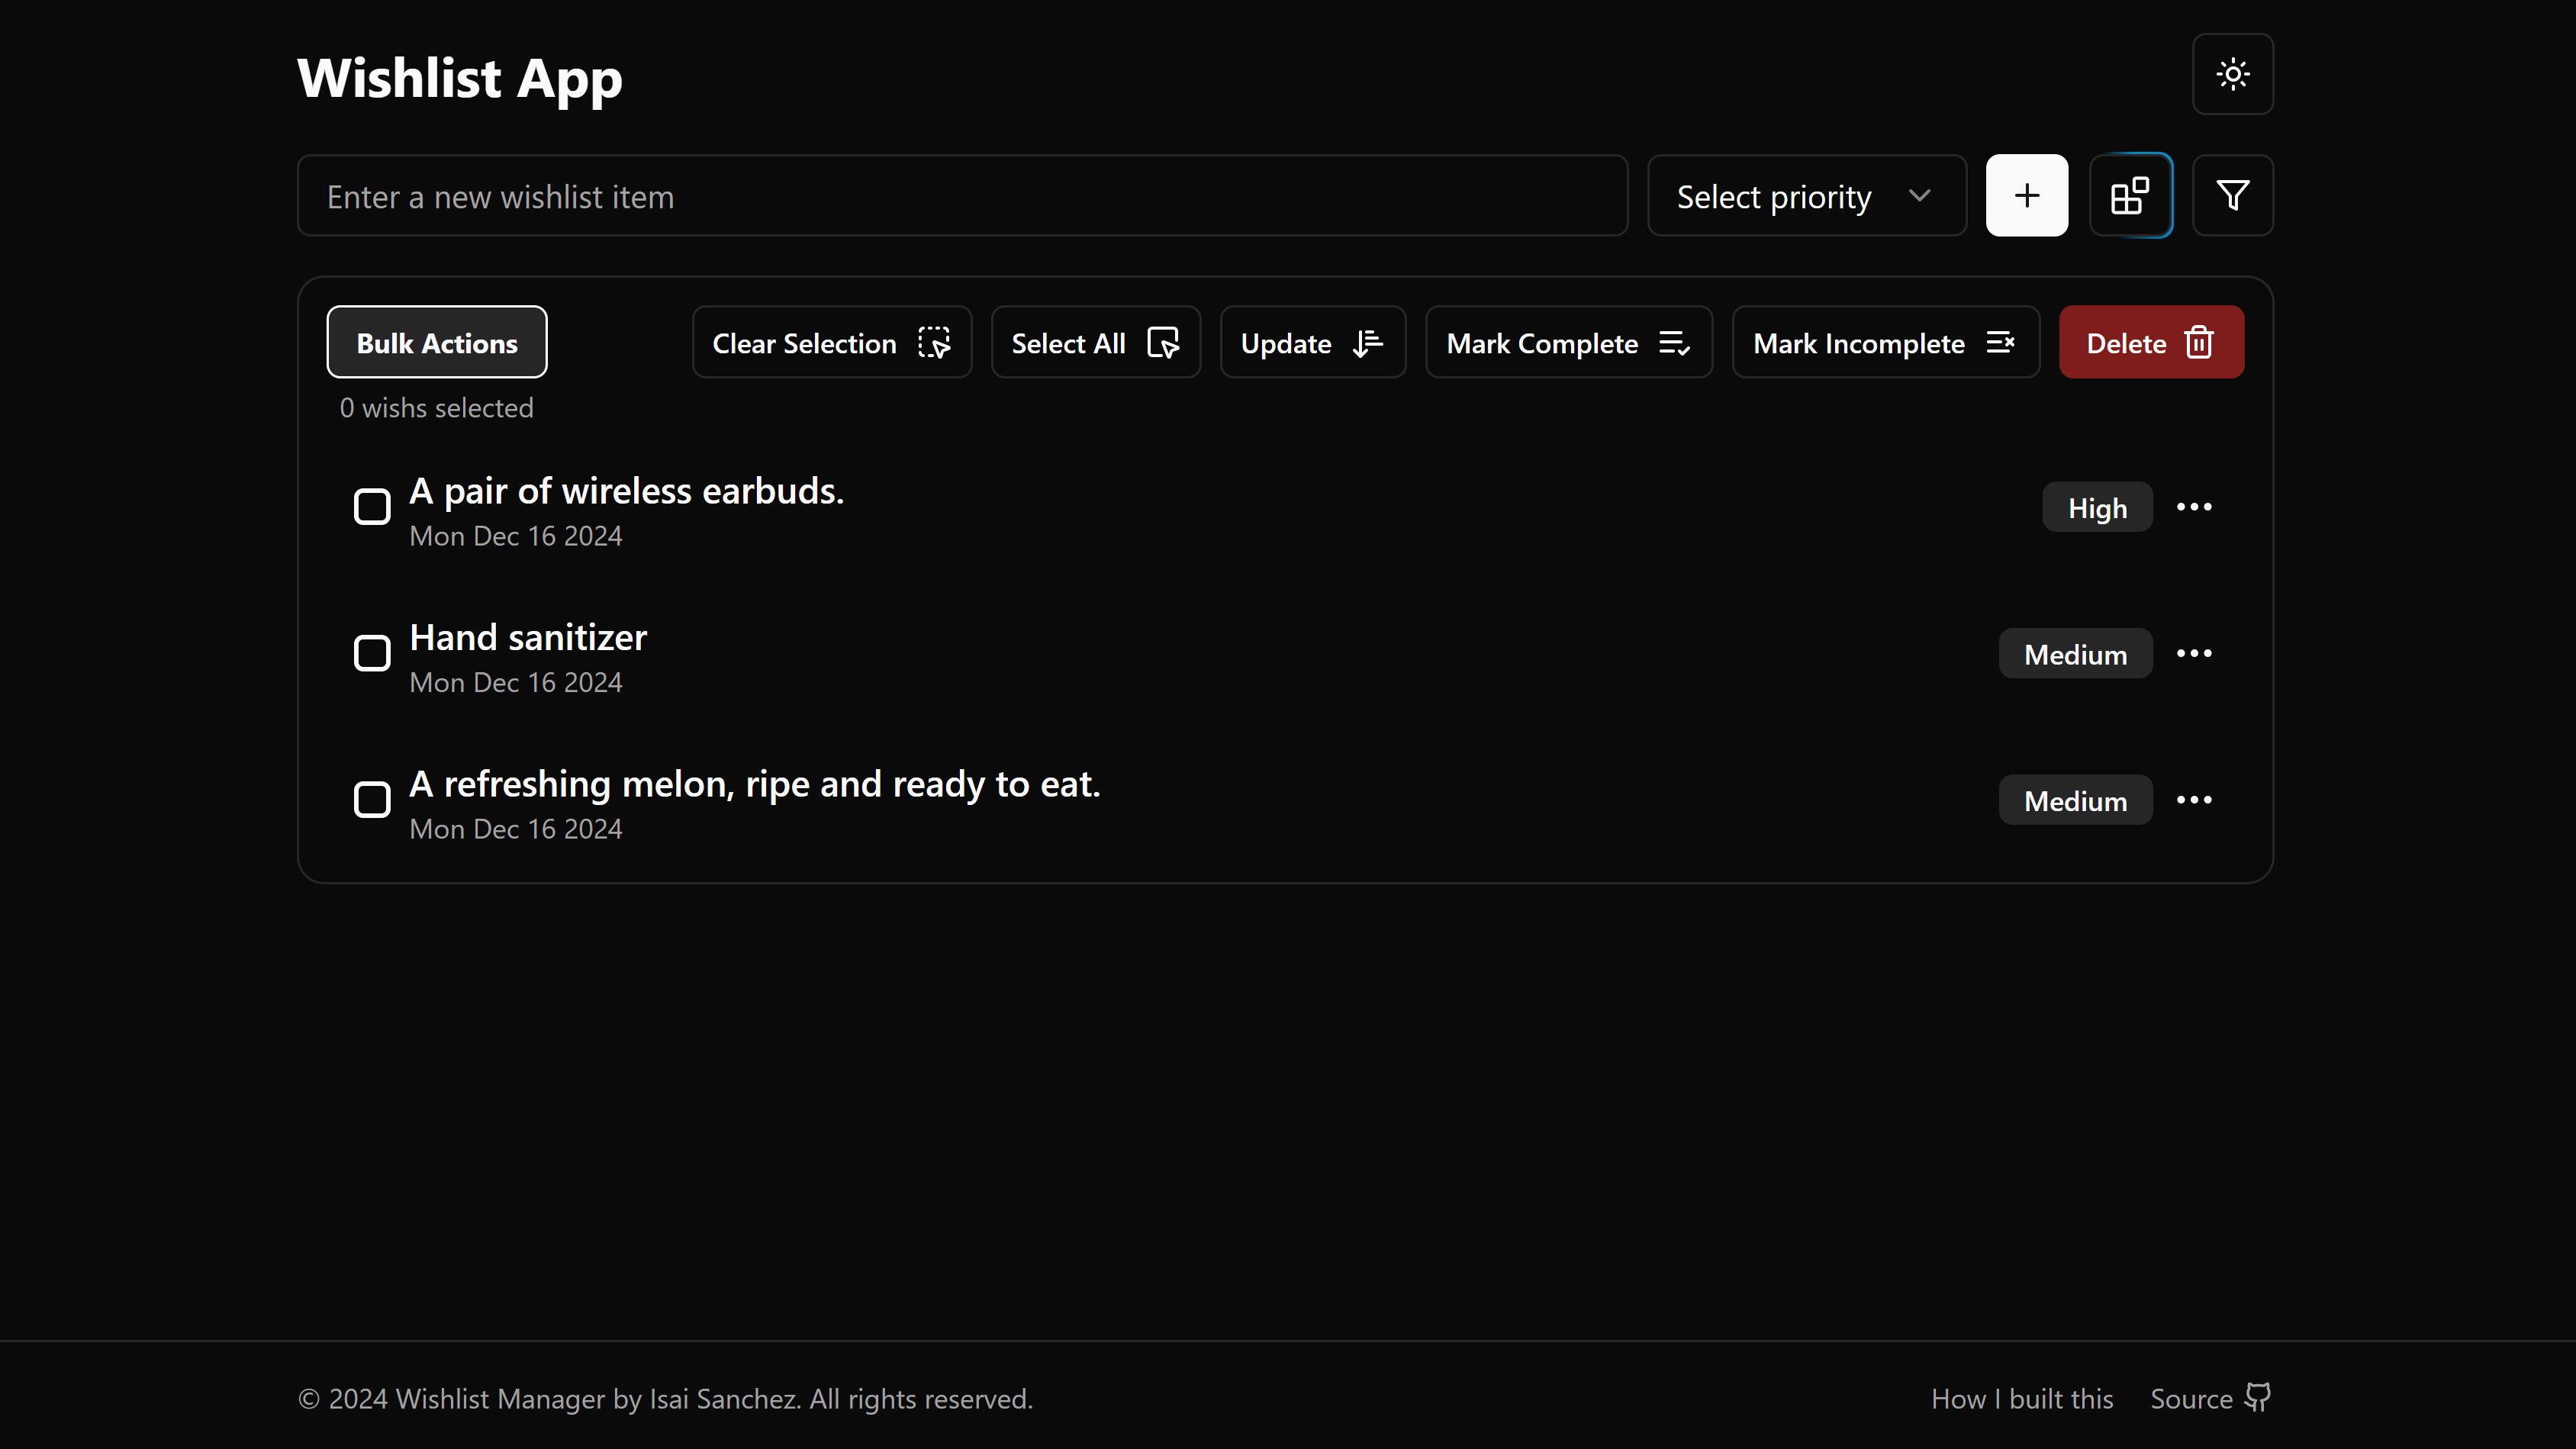 Wishlist App
Enter a new wishlist item
Select priority
Bulk Actions
Clear Selection
Select All
Update
Mark Complete
Mark Incomplete
Delete
0 wishs selected
A pair of wireless earbuds.
Mon Dec 16 2024
High
Hand sanitizer
Mon Dec 16 2024
Medium
A refreshing melon, ripe and ready to eat.
Mon Dec 16 2024
Medium
© 2024 Wishlist Manager by Isai Sanchez. All rights reserved.
How I built this
Source